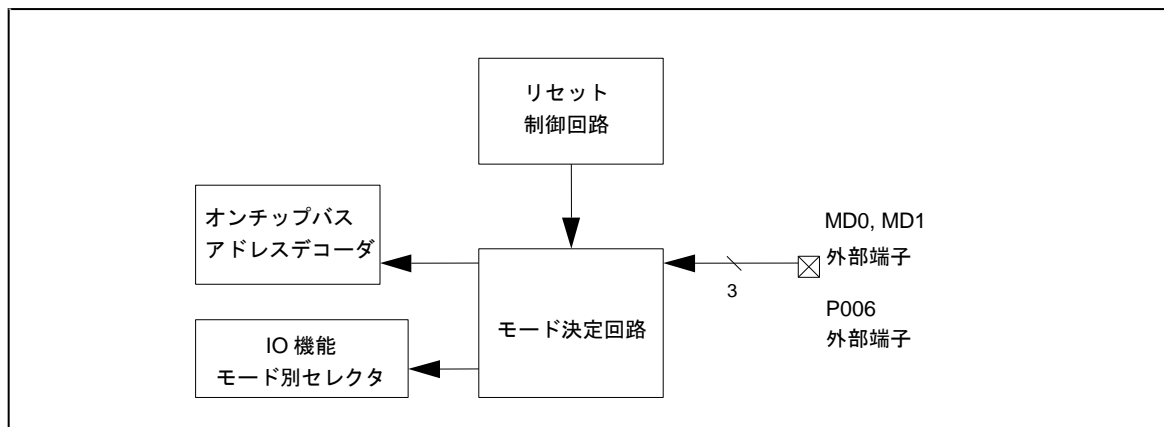 リセット
制御回路
オンチップバス
アドレスデコーダ
MD0, MD1
外部端子
3
P006
外部端子
モード決定回路
IO 機能
モード別セレクタ